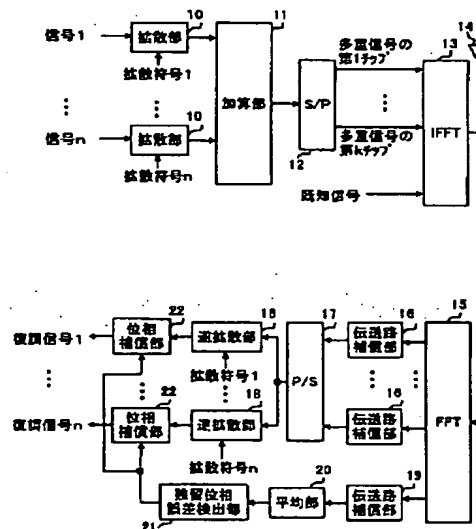 10
11
14
信号1
拡散部
13
多重信号の
第1チップ
拡散符号1
加算部
S/P
IFFT
10
信号n
拡散部
多重信号の
第kチップ
12
拡散符号n
既知信号
22
18
17
16
15
復調信号1
位相
補償部
逆拡散部
伝送路
補償部
拡散符号1
P/S
FFT
22
18
16
復調信号n
位相
補償部
逆拡散部
伝送路
補償部
拡散符号n
20
19
残留位相
誤差検出部
平均部
伝送路
補償部
21